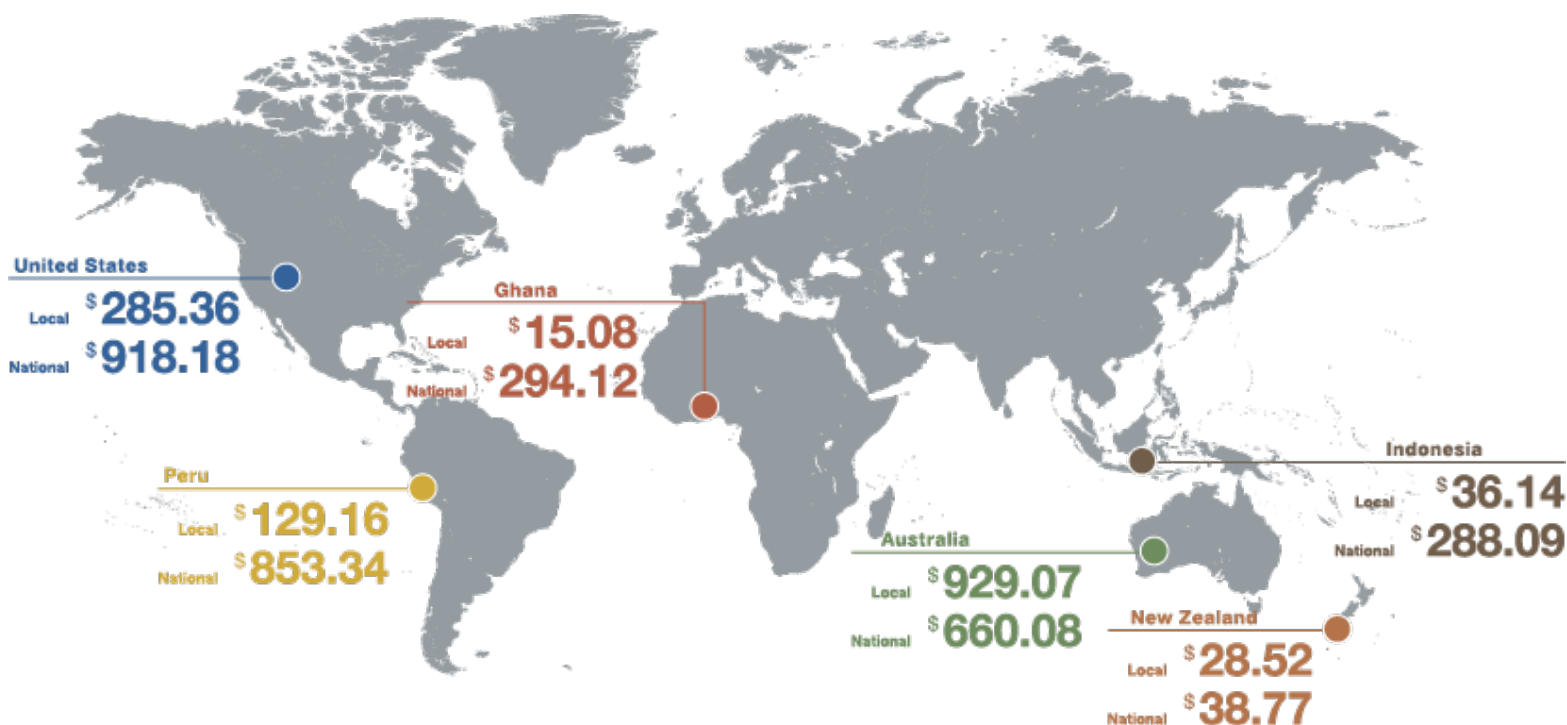 United States
Local $285.36
National $918.18
Ghana
Local $15.08
National $294.12
Peru
Local $129.16
National $853.34
Indonesia
Local $36.14
National $288.09
Australia
Local $929.07
National $660.08
New Zealand
Local $28.52
National $38.77